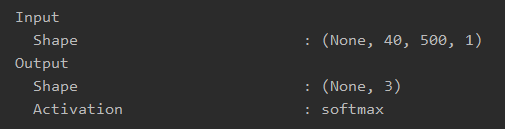 Input
  Shape                    : (None, 40, 500, 1)
Output
  Shape                    : (None, 3)
  Activation               : softmax